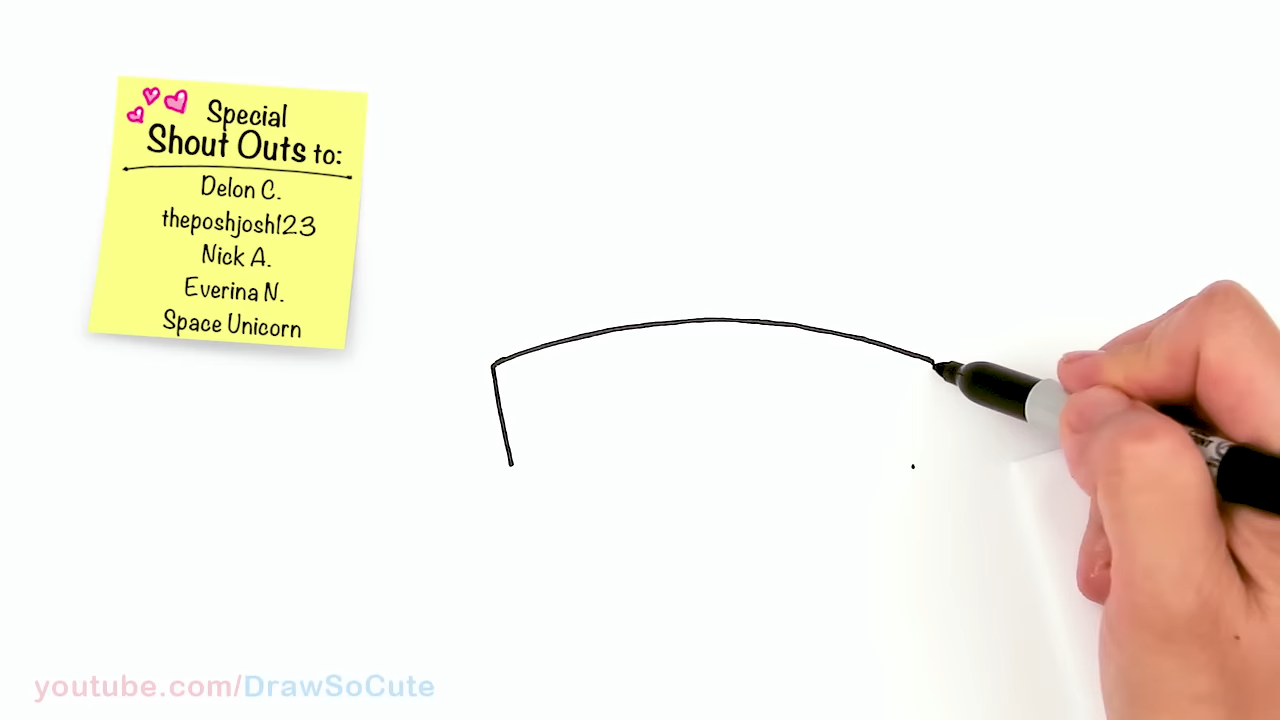 Special
Shout Outs to:
Delon C.
theposhjosh123
Nick A.
Everina N.
Space Unicorn
youtube.com/DrawSoCute